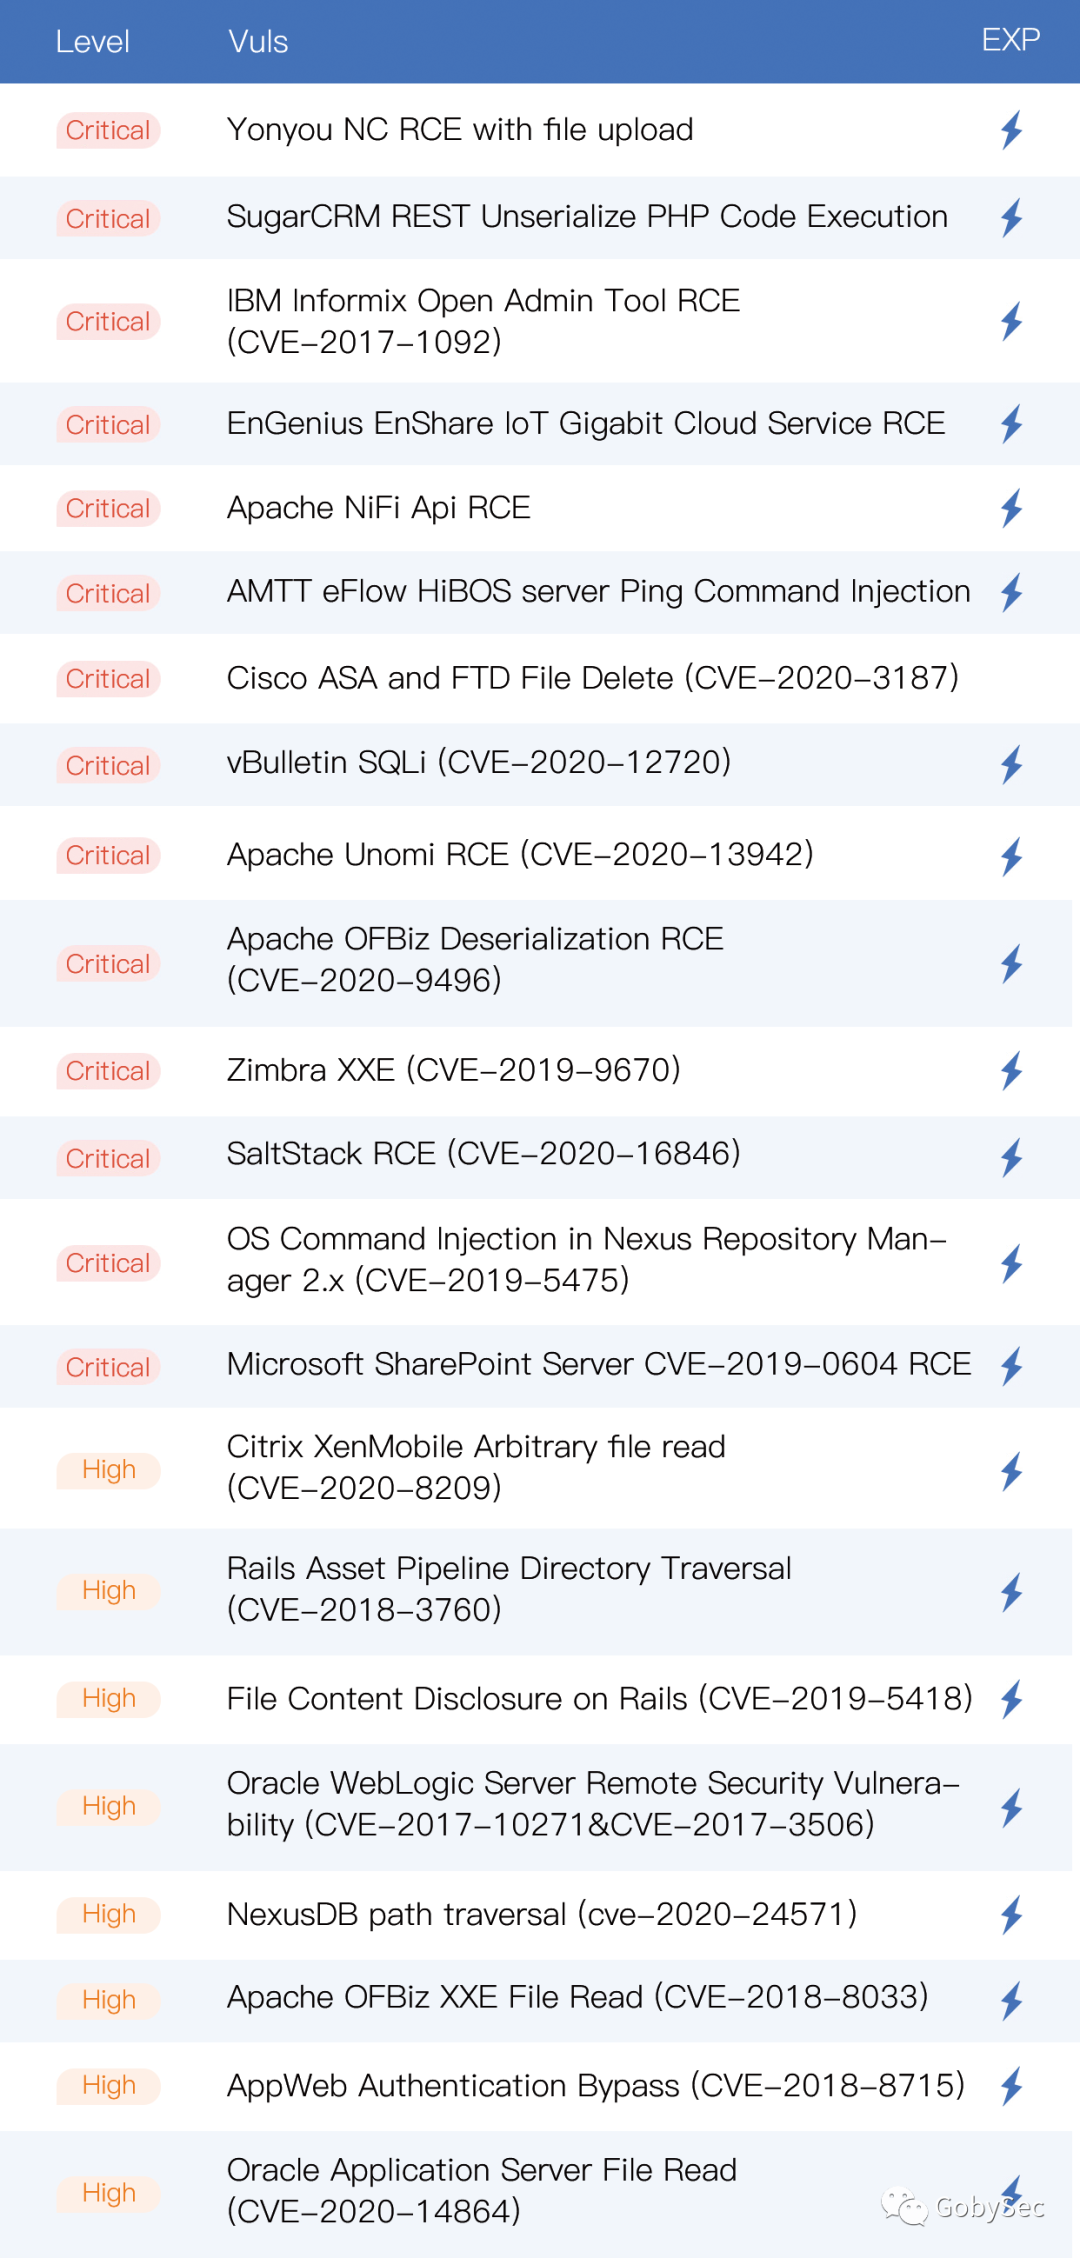 Level Vuls EXP
Critical Yonyou NC RCE with file upload
Critical SugarCRM REST Unserialize PHP Code Execution
IBM Informix Open Admin Tool RCE
Critical
(CVE-2017-1092)
Critical EnGenius EnShare IoT Gigabit Cloud Service RCE
Critical Apache NiFi Api RCE
Critical AMTT eFlow HiBOS server Ping Command Injection
Critical Cisco ASA and FTD File Delete (CVE-2020-3187)
Critical vBulletin SQLi (CVE-2020-12720)
Critical Apache Unomi RCE (CVE-2020-13942)
Apache OFBiz Deserialization RCE
Critical
(CVE-2020-9496)
Critical Zimbra XXE (CVE-2019-9670)
Critical SaltStack RCE (CVE-2020-16846)
OS Command Injection in Nexus Repository Man-
Critical
ager 2.x (CVE-2019-5475)
Critical Microsoft SharePoint Server CVE-2019-0604 RCE
Citrix XenMobile Arbitrary file read
High
(CVE-2020-8209)
Rails Asset Pipeline Directory Traversal
High
(CVE-2018-3760)
High File Content Disclosure on Rails (CVE-2019-5418)
Oracle WebLogic Server Remote Security Vulnera-
High
bility (CVE-2017-10271&CVE-2017-3506)
High NexusDB path traversal (cve-2020-24571)
High Apache OFBiz XXE File Read (CVE-2018-8033)
High AppWeb Authentication Bypass (CVE-2018-8715)
Oracle Application Server File Read
High
(CVE-2020-14864)
GobySec